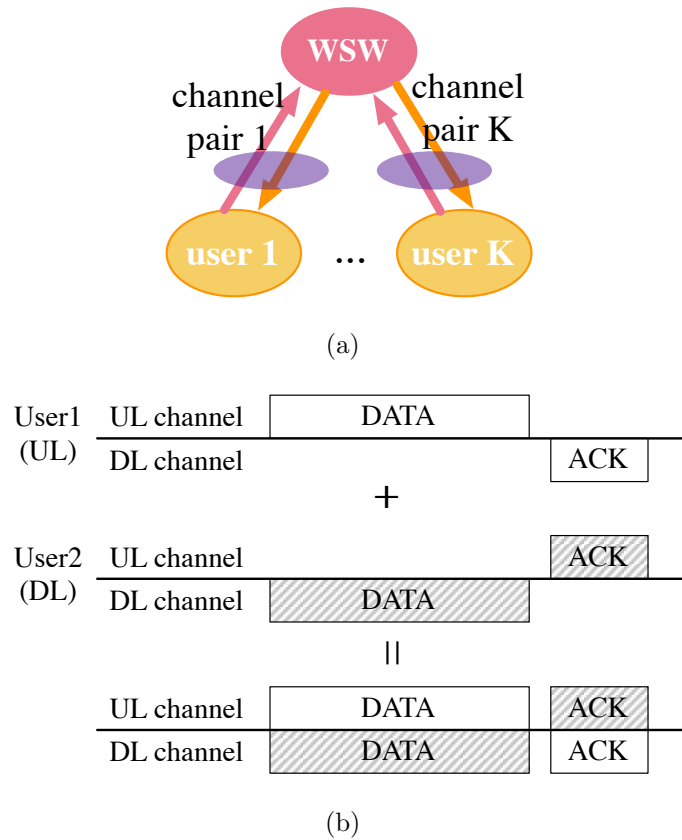 WSW
channel
pair 1
channel
pair K
user 1
...
user K
(a)
User1
(UL)
UL channel
DATA
DL channel
ACK
+
User2
(DL)
UL channel
ACK
DL channel
DATA
=
UL channel
DATA
ACK
DL channel
DATA
ACK
(b)